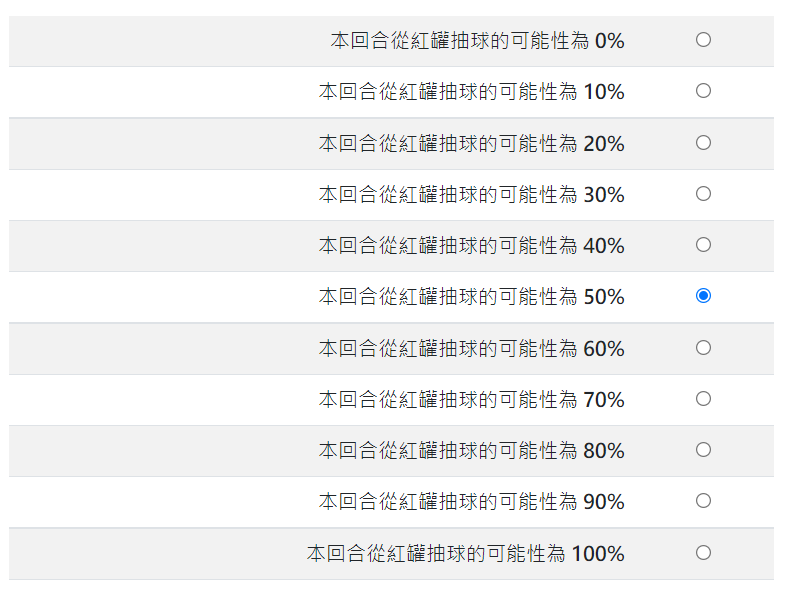 本回合從紅罐抽球的可能性為 0%
本回合從紅罐抽球的可能性為 10%
本回合從紅罐抽球的可能性為 20%
本回合從紅罐抽球的可能性為 30%
本回合從紅罐抽球的可能性為 40%
本回合從紅罐抽球的可能性為 50%
本回合從紅罐抽球的可能性為 60%
本回合從紅罐抽球的可能性為 70%
本回合從紅罐抽球的可能性為 80%
本回合從紅罐抽球的可能性為 90%
本回合從紅罐抽球的可能性為 100%